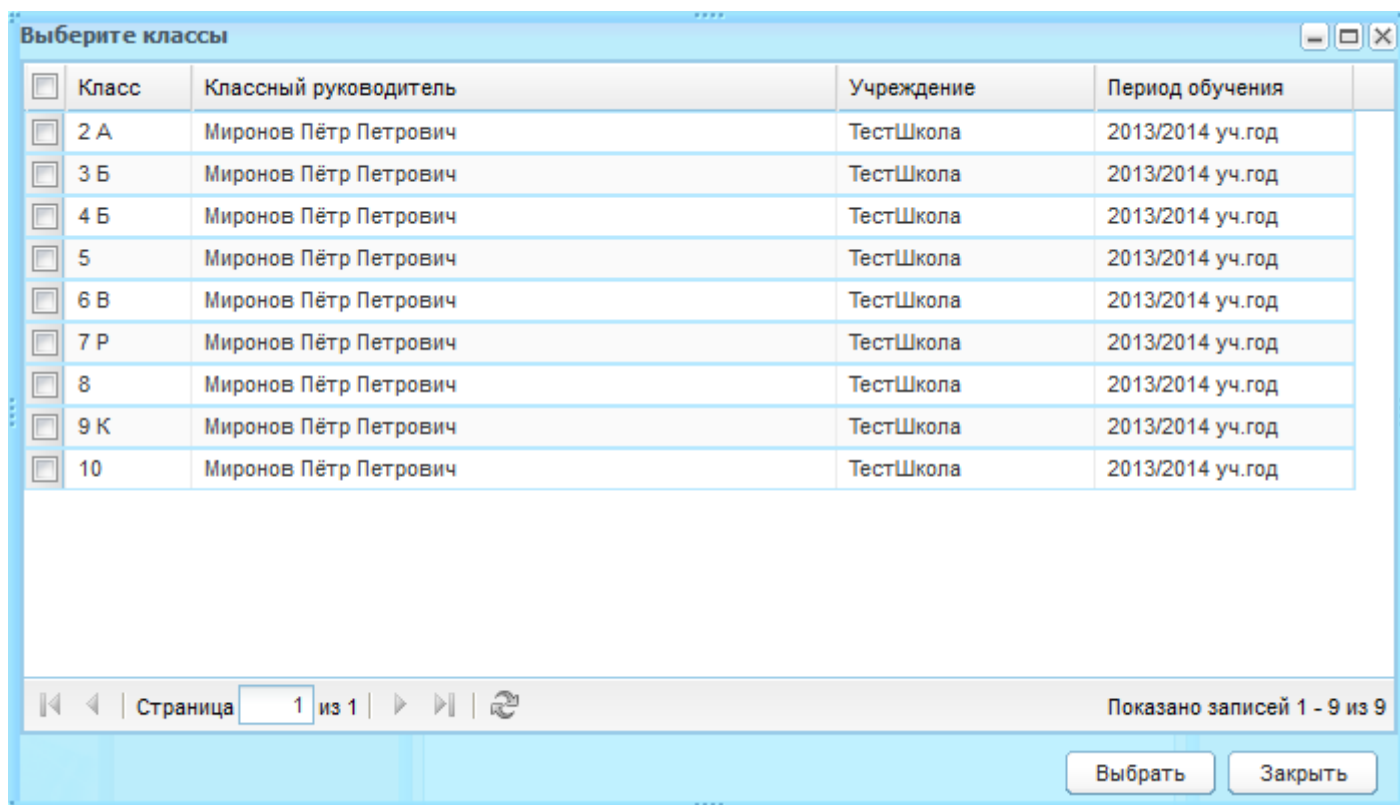 Выберите классы
Класс Классный руководитель Учреждение Период обучения
2 А Миронов Пётр Петрович ТестШкола 2013/2014 уч.год
3 Б Миронов Пётр Петрович ТестШкола 2013/2014 уч.год
4 Б Миронов Пётр Петрович ТестШкола 2013/2014 уч.год
5 Миронов Пётр Петрович ТестШкола 2013/2014 уч.год
6 В Миронов Пётр Петрович ТестШкола 2013/2014 уч.год
7 Р Миронов Пётр Петрович ТестШкола 2013/2014 уч.год
8 Миронов Пётр Петрович ТестШкола 2013/2014 уч.год
9 К Миронов Пётр Петрович ТестШкола 2013/2014 уч.год
10 Миронов Пётр Петрович ТестШкола 2013/2014 уч.год
Страница 1 из 1 Показано записей 1 - 9 из 9
Выбрать Закрыть